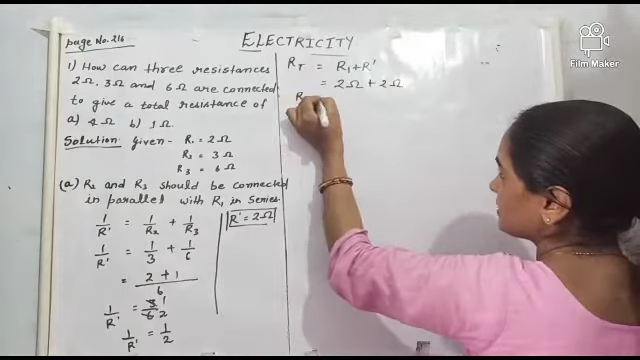 page No. 216
ELECTRICITY
1) How can three resistances
2Ω, 3Ω and 6Ω are connected
to give a total resistance of
a) 4Ω b) 1Ω.
Solution: Given- R₁ = 2Ω
R₂ = 3Ω
R₃ = 6Ω
(a) R₂ and R₃ should be connected
in parallel with R₁ in series.
1/R' = 1/R₂ + 1/R₃
1/R' = 1/3 + 1/6
= 2 + 1 / 6
1/R' = 3 1 / 6 2
1/R' = 1/2
R' = 2Ω
R_T = R₁ + R'
= 2Ω + 2Ω
R
Film Maker